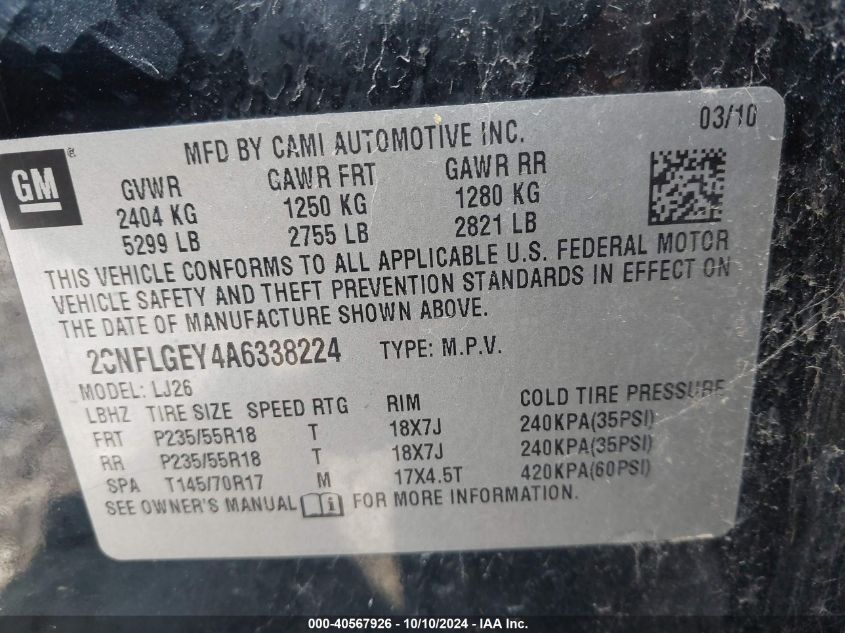 MFD BY CAMI AUTOMOTIVE INC. 03/10
GM®
GVWR GAWR FRT GAWR RR
2404 KG 1250 KG 1280 KG
5299 LB 2755 LB 2821 LB
THIS VEHICLE CONFORMS TO ALL APPLICABLE U.S. FEDERAL MOTOR
VEHICLE SAFETY AND THEFT PREVENTION STANDARDS IN EFFECT ON
THE DATE OF MANUFACTURE SHOWN ABOVE.
2CNFLGEY4A6338224 TYPE: M.P.V.
MODEL: LJ26
LBHZ TIRE SIZE SPEED RTG RIM COLD TIRE PRESSURE
FRT P235/55R18 T 18X7J 240KPA(35PSI)
RR P235/55R18 T 18X7J 240KPA(35PSI)
SPA T145/70R17 M 17X4.5T 420KPA(60PSI)
SEE OWNER'S MANUAL FOR MORE INFORMATION.
000-40567926 - 10/10/2024 - IAA Inc.